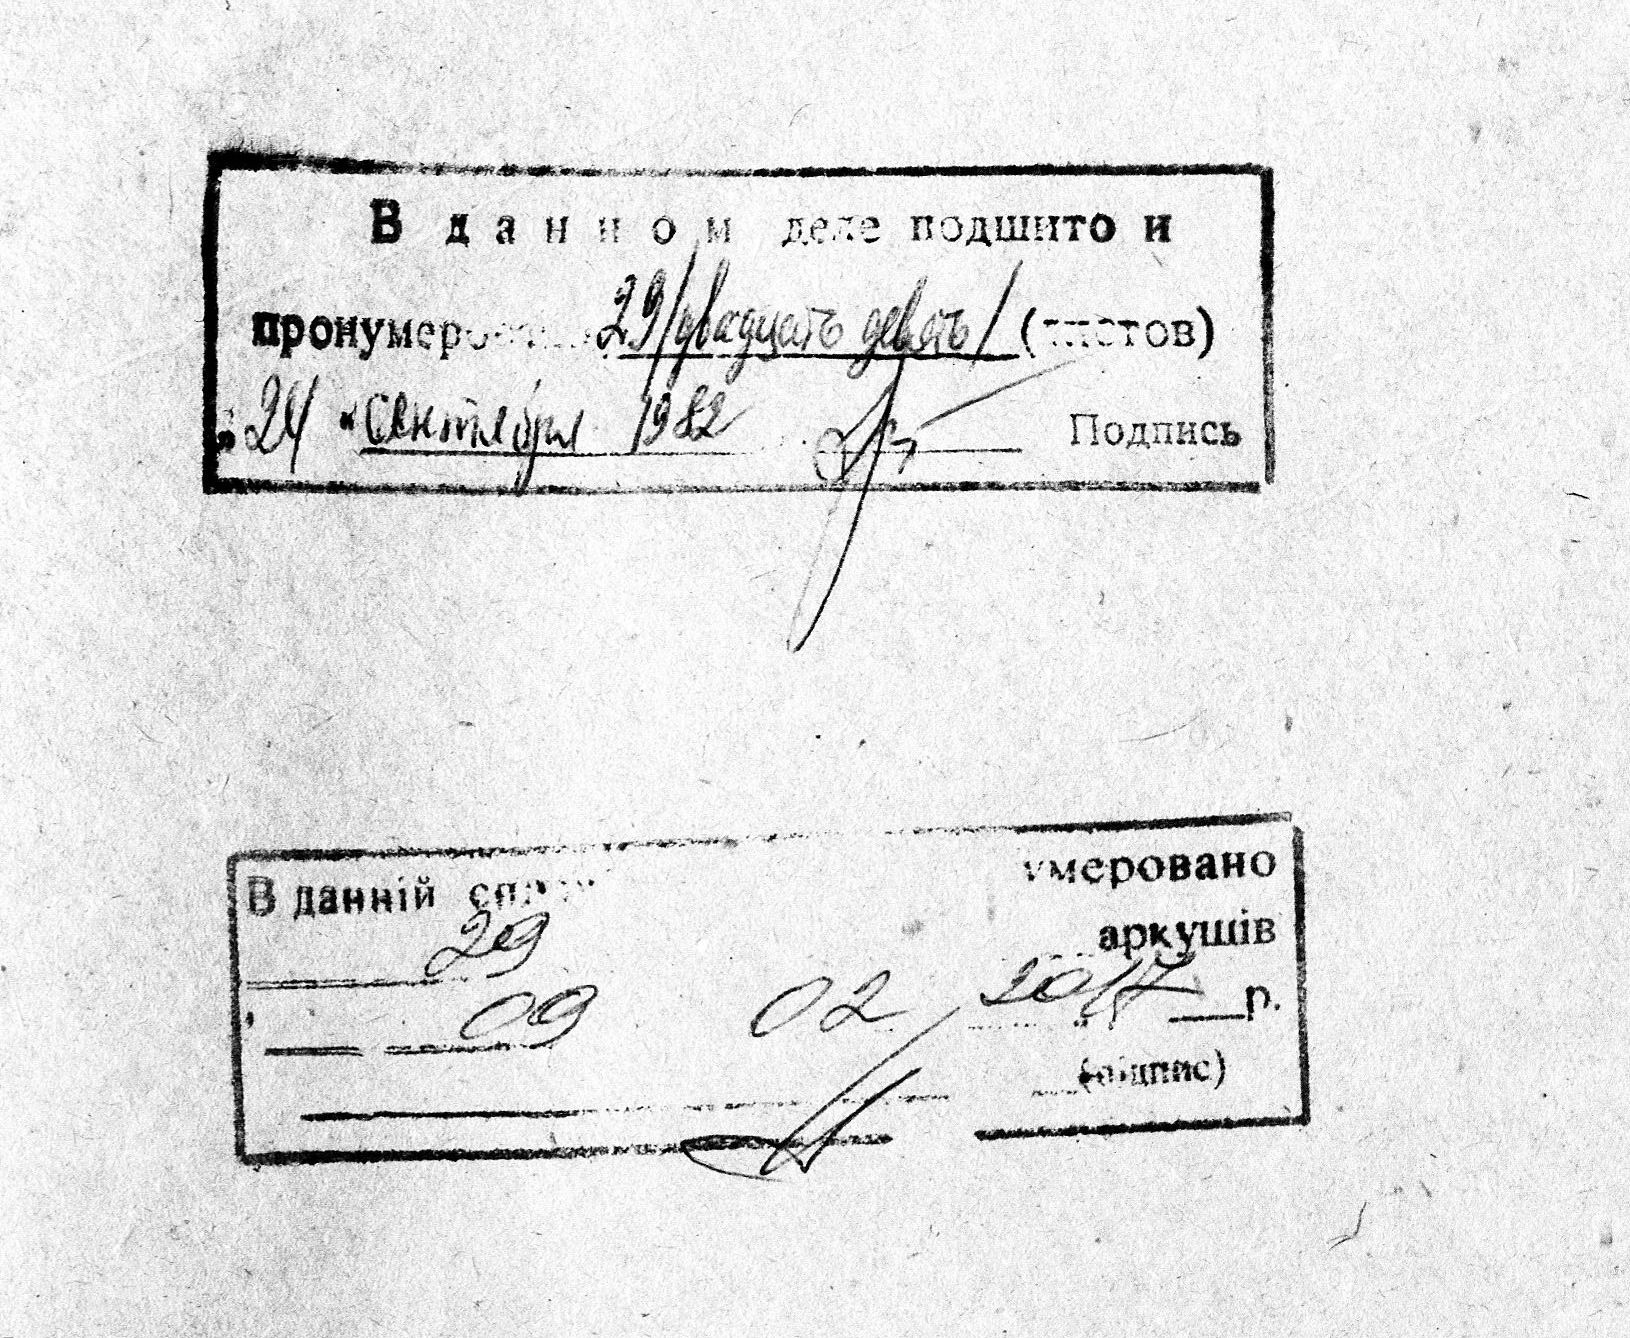 В данном деле подшито и
29/двадцать девять/ (листов)
"24" Сентября 1982 Подпись
В данній умеровано
29 аркушів
09 02 2017 р.
(підпис)